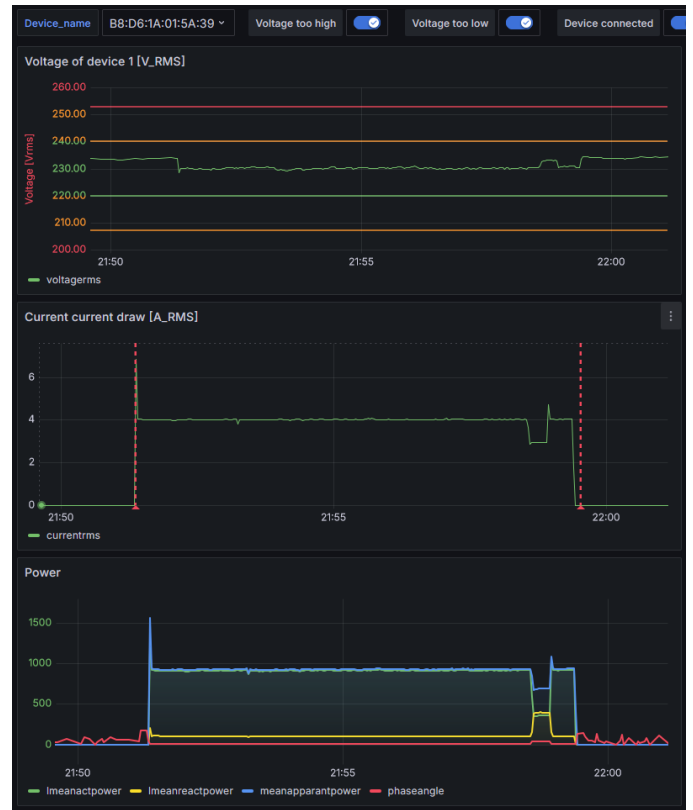 Device_name B8:D6:1A:01:5A:39 Voltage too high Voltage too low Device connected
Voltage of device 1 [V_RMS]
Voltage [Vrms]
260.00
250.00
240.00
230.00
220.00
210.00
200.00
21:50 21:55 22:00
voltagerms
Current current draw [A_RMS]
6
4
2
0
21:50 21:55 22:00
currentrms
Power
1500
1000
500
0
21:50 21:55 22:00
lmeanactpower lmeanreactpower meanapparantpower phaseangle